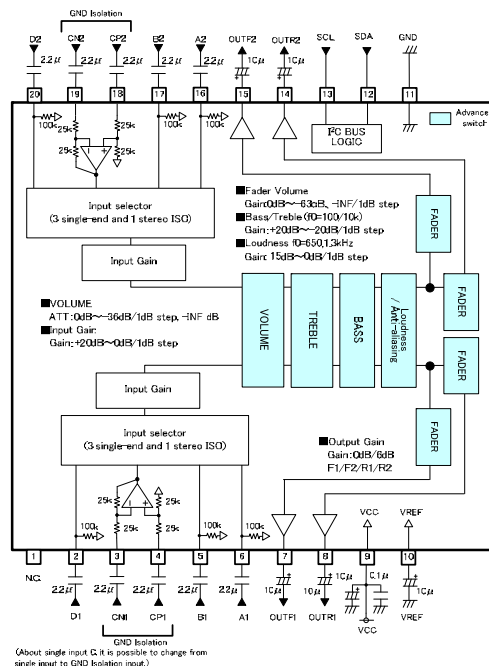 GND Isolation
D2 CN2 CP2 B2 A2 OUTF2 OUTR2 SCL SDA GND
2.2μ 2.2μ 2.2μ 2.2μ 2.2μ 10μ 10μ
20 19 18 17 16 15 14 13 12 11
100k 25k 25k 100k 100k
25k 25k
I²C BUS
LOGIC
Advanced
switch
Input selector
(3 single-end and 1 stereo ISO)
Input Gain
■Fader Volume
Gain:0dB~-63dB, -INF/1dB step
■Bass/Treble (f0=100/10k)
Gain:+20dB~-20dB/1dB step
■Loudness f0=650,1.3kHz
Gain: 15dB~0dB/1dB step
FADER
FADER
■VOLUME
ATT:0dB~-36dB/1dB step, -INF dB
■Input Gain:
Gain:+20dB~0dB/1dB step
VOLUME
TREBLE
BASS
Loudness
/ Anti-aliasing
FADER
FADER
Input Gain
Input selector
(3 single-end and 1 stereo ISO)
■Output Gain
Gain:0dB/6dB
F1/F2/R1/R2
25k 25k
100k 25k 25k 100k 100k
VCC VREF
1 2 3 4 5 6 7 8 9 10
N.C.
2.2μ 2.2μ 2.2μ 2.2μ 2.2μ 10μ 10μ 10μ 0.1μ 10μ
D1 CN1 CP1 B1 A1 OUTF1 OUTR1 VCC VREF
GND Isolation
(About single input C, it is possible to change from
single input to GND Isolation input.)